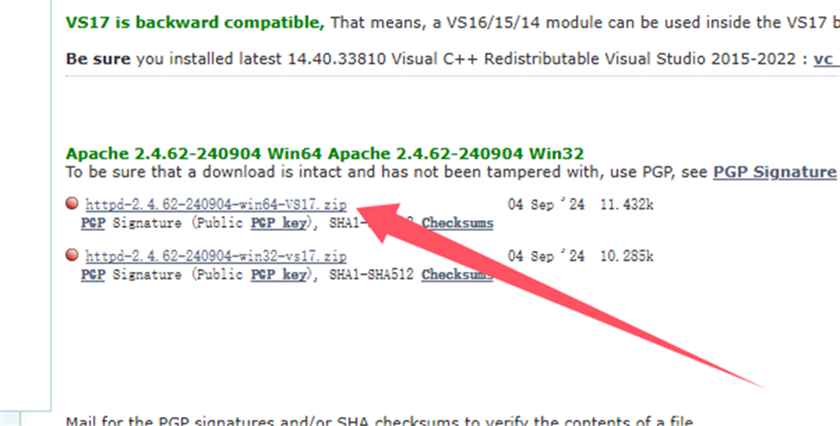 VS17 is backward compatible, That means, a VS16/15/14 module can be used inside the VS17 b
Be sure you installed latest 14.40.33810 Visual C++ Redistributable Visual Studio 2015-2022 : vc_
Apache 2.4.62-240904 Win64 Apache 2.4.62-240904 Win32
To be sure that a download is intact and has not been tampered with, use PGP, see PGP Signature
httpd-2.4.62-240904-win64-VS17.zip 04 Sep '24 11.432k
PGP Signature (Public PGP key), SHA1- Checksums
httpd-2.4.62-240904-win32-vs17.zip 04 Sep '24 10.285k
PGP Signature (Public PGP key), SHA1-SHA512 Checksums
Mail for the PGP signatures and/or SHA checksums to verify the contents of a file